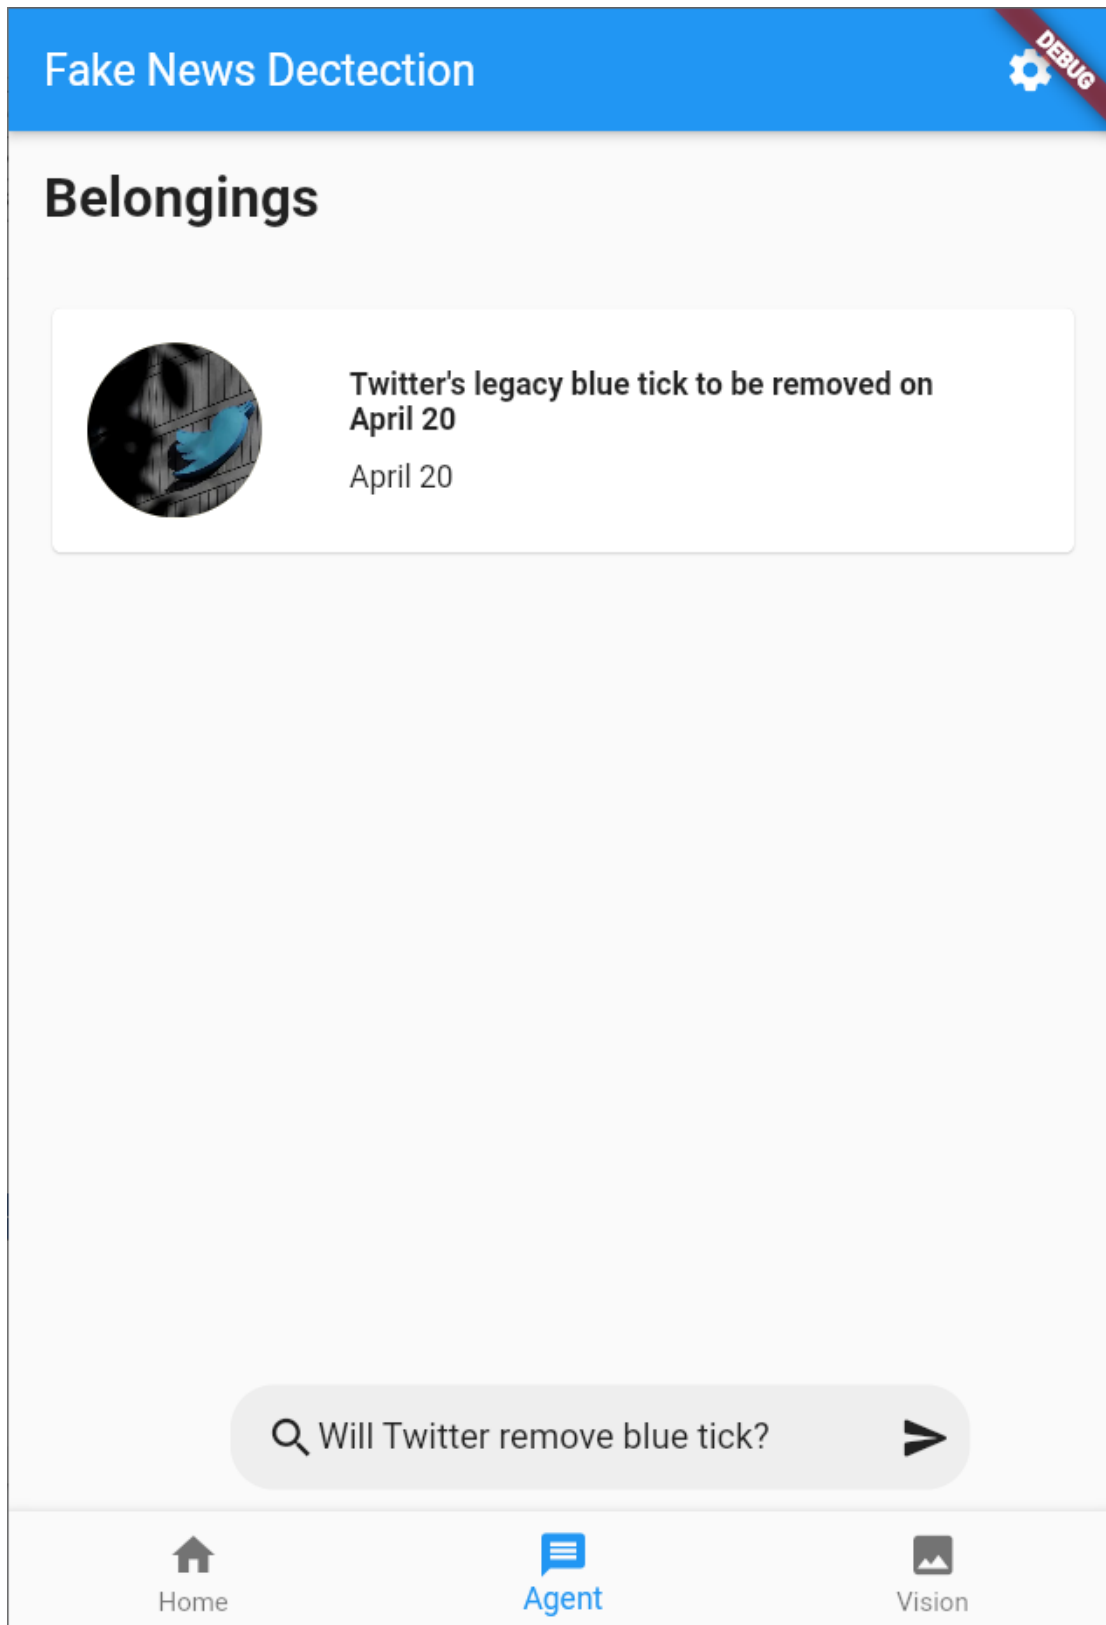 Fake News Dectection
DEBUG
Belongings
Twitter's legacy blue tick to be removed on
April 20
April 20
Will Twitter remove blue tick?
Home
Agent
Vision